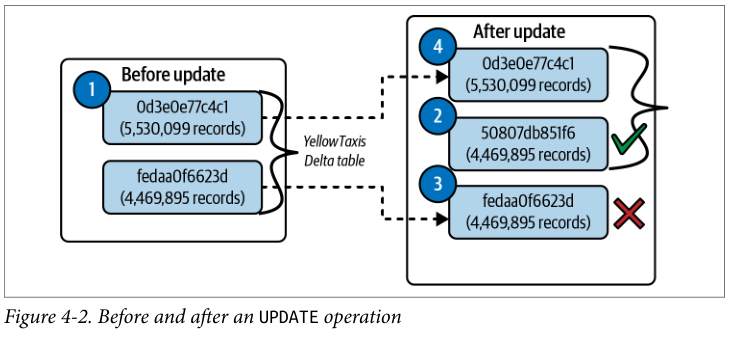 Before update
1
0d3e0e77c4c1
(5,530,099 records)
fedaa0f6623d
(4,469,895 records)
YellowTaxis
Delta table
After update
4
0d3e0e77c4c1
(5,530,099 records)
2
50807db851f6
(4,469,895 records)
3
fedaa0f6623d
(4,469,895 records)
Figure 4-2. Before and after an UPDATE operation